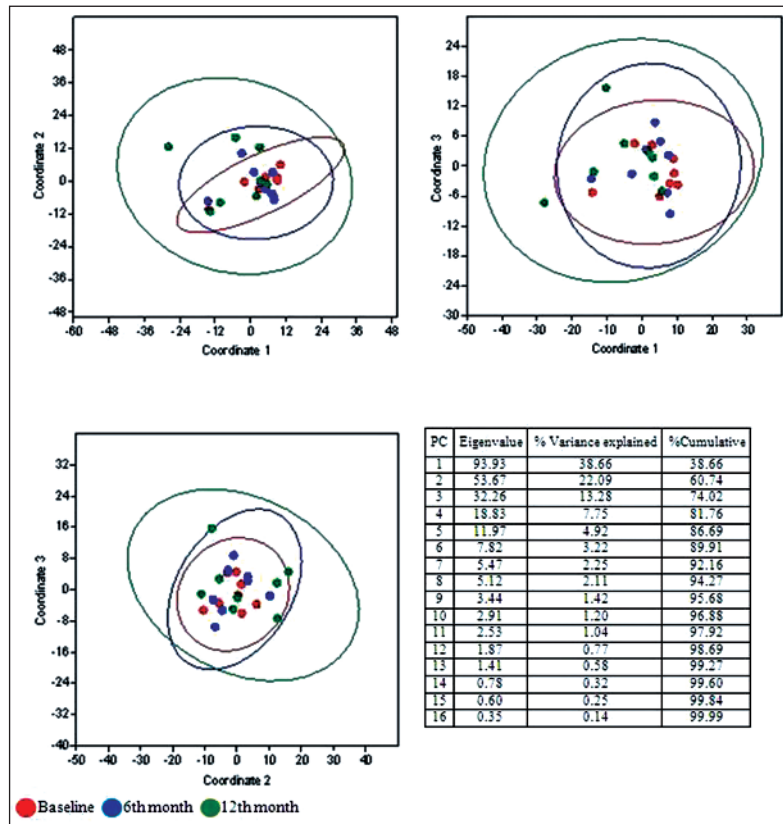 48
36
24
12
0
-12
-24
-36
-48
Coordinate 2
-60 -48 -36 -24 -12 0 12 24 36 48
Coordinate 1
24
18
12
6
0
-6
-12
-18
-24
-30
Coordinate 3
-50 -40 -30 -20 -10 0 10 20 30
Coordinate 1
32
24
16
8
0
-8
-16
-24
-32
-40
Coordinate 3
-50 -40 -30 -20 -10 0 10 20 30 40
Coordinate 2
PC Eigenvalue % Variance explained %Cumulative
1 93.93 38.66 38.66
2 53.67 22.09 60.74
3 32.26 13.28 74.02
4 18.83 7.75 81.76
5 11.97 4.92 86.69
6 7.82 3.22 89.91
7 5.47 2.25 92.16
8 5.12 2.11 94.27
9 3.44 1.42 95.68
10 2.91 1.20 96.88
11 2.53 1.04 97.92
12 1.87 0.77 98.69
13 1.41 0.58 99.27
14 0.78 0.32 99.60
15 0.60 0.25 99.84
16 0.35 0.14 99.99
Baseline 6th month 12th month